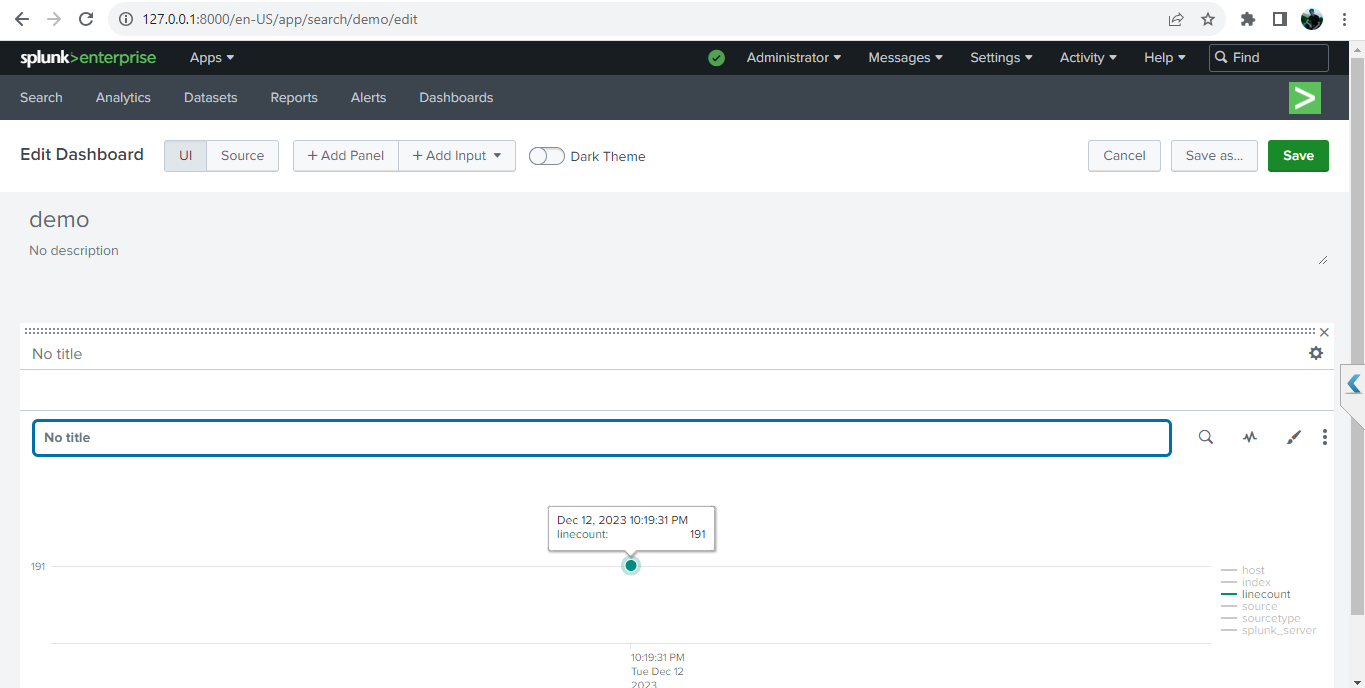 127.0.0.1:8000/en-US/app/search/demo/edit
splunk>enterprise Apps Administrator Messages Settings Activity Help Find
Search Analytics Datasets Reports Alerts Dashboards
Edit Dashboard UI Source + Add Panel + Add Input Dark Theme Cancel Save as... Save
demo
No description
No title
No title
Dec 12, 2023 10:19:31 PM
linecount: 191
191
host
index
linecount
source
sourcetype
splunk_server
10:19:31 PM
Tue Dec 12
2023